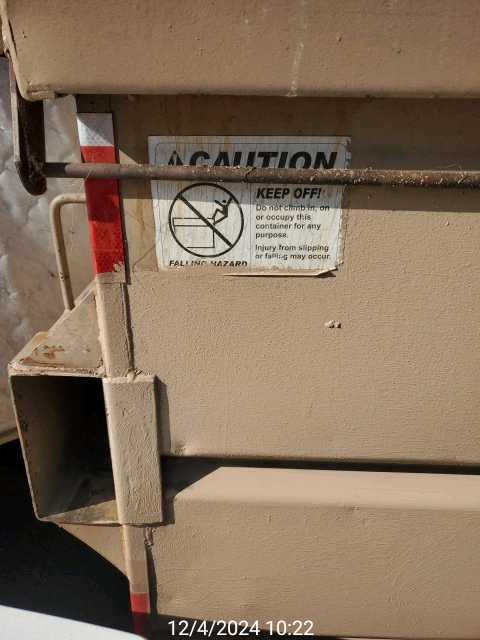 CAUTION
KEEP OFF!
Do not climb in, on
or occupy this
container for any
purpose.
Injury from slipping
or falling may occur.
FALLING HAZARD
12/4/2024 10:22